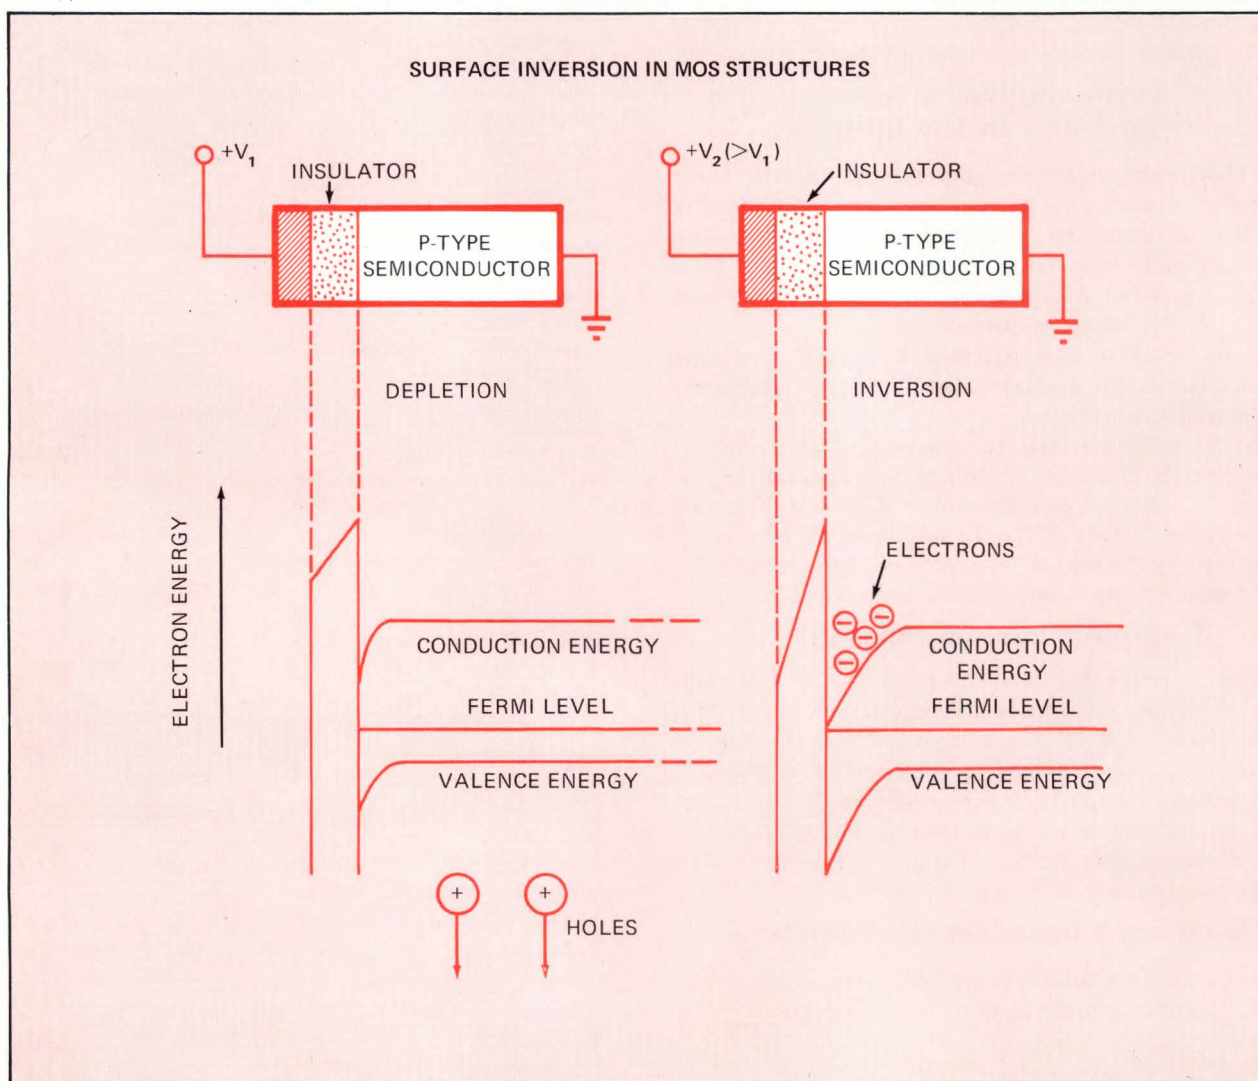 SURFACE INVERSION IN MOS STRUCTURES
+V₁
INSULATOR
P-TYPE
SEMICONDUCTOR
DEPLETION
ELECTRON ENERGY
CONDUCTION ENERGY
FERMI LEVEL
VALENCE ENERGY
+
+
HOLES
+V₂(>V₁)
INSULATOR
P-TYPE
SEMICONDUCTOR
INVERSION
ELECTRONS
CONDUCTION
ENERGY
FERMI LEVEL
VALENCE ENERGY